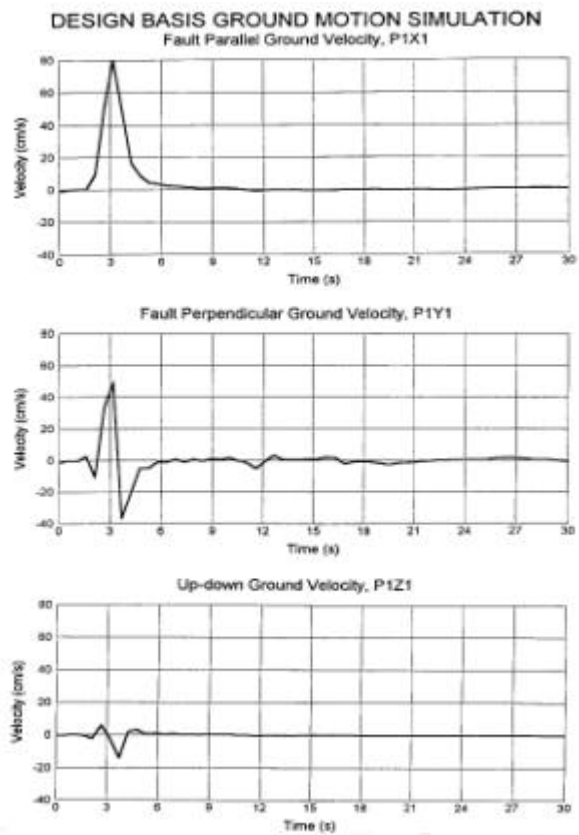 DESIGN BASIS GROUND MOTION SIMULATION
Fault Parallel Ground Velocity, P1X1
80
60
40
20
0
-20
-40
Velocity (cm/s)
0 3 6 9 12 15 18 21 24 27 30
Time (s)
Fault Perpendicular Ground Velocity, P1Y1
80
60
40
20
0
-20
-40
Velocity (cm/s)
0 3 6 9 12 15 18 21 24 27 30
Time (s)
Up-down Ground Velocity, P1Z1
80
60
40
20
0
-20
-40
Velocity (cm/s)
0 3 6 9 12 15 18 21 24 27 30
Time (s)